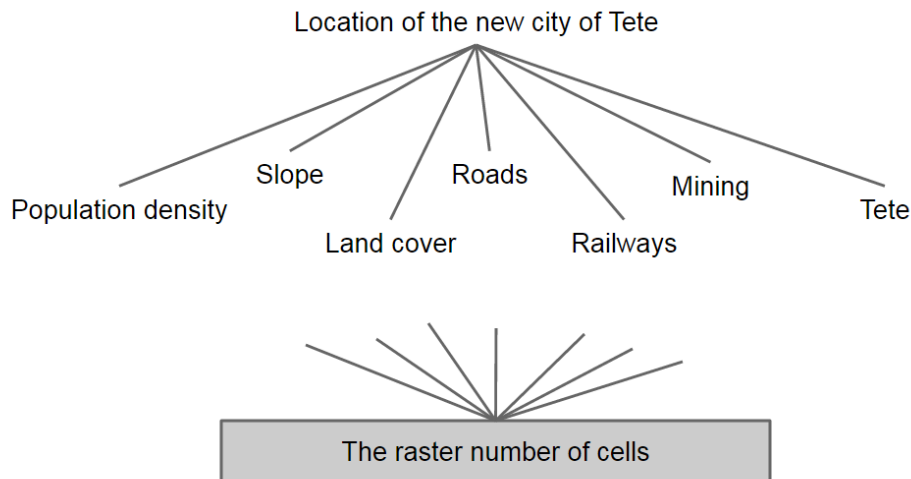 Location of the new city of Tete
Slope
Roads
Mining
Population density
Tete
Land cover
Railways
The raster number of cells